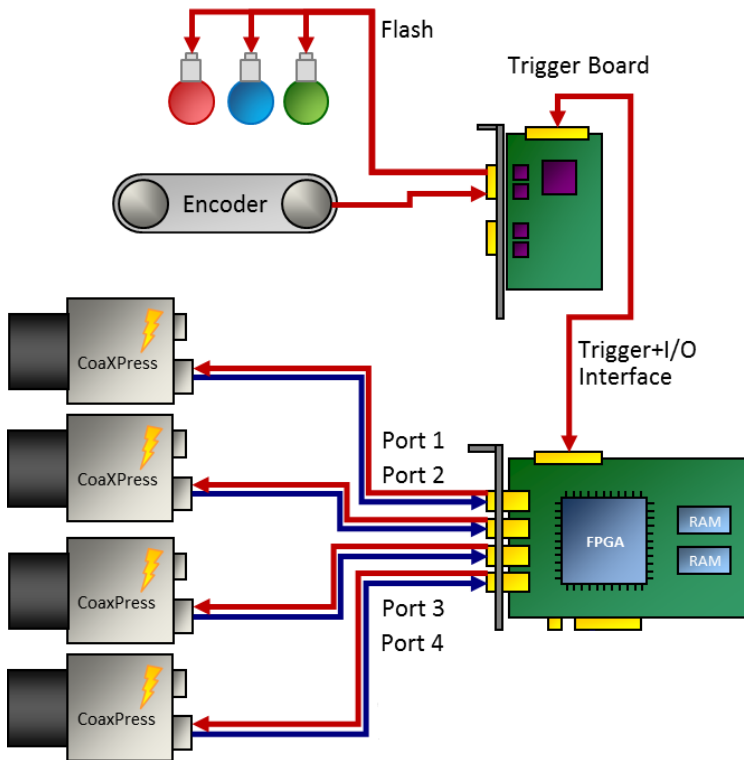 Flash
Trigger Board
Encoder
Trigger+I/O
Interface
CoaXPress
Port 1
Port 2
CoaXPress
FPGA
RAM
RAM
CoaxPress
Port 3
Port 4
CoaxPress